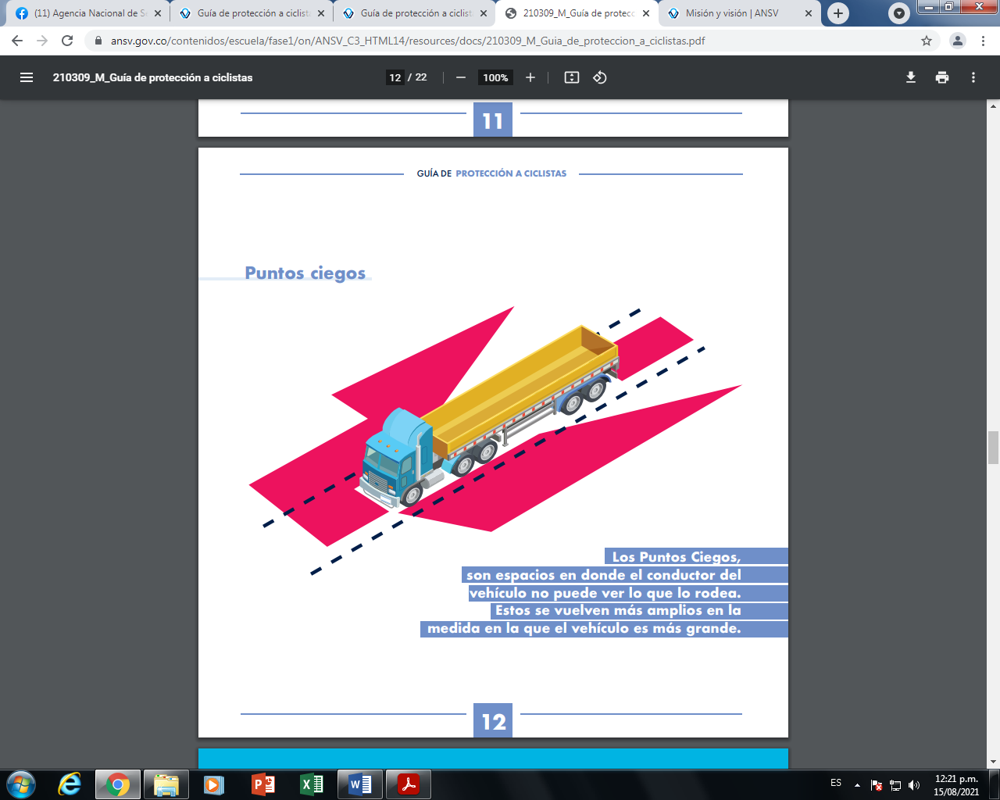 (11) Agencia Nacional de S
Guía de protección a ciclist
Guía de protección a ciclist
210309_M_Guía de protecc
Misión y visión | ANSV
ansv.gov.co/contenidos/escuela/fase1/on/ANSV_C3_HTML14/resources/docs/210309_M_Guia_de_proteccion_a_ciclistas.pdf
210309_M_Guía de protección a ciclistas
12 / 22
100%
11
GUÍA DE PROTECCIÓN A CICLISTAS
Puntos ciegos
Los Puntos Ciegos,
son espacios en donde el conductor del
vehículo no puede ver lo que lo rodea.
Estos se vuelven más amplios en la
medida en la que el vehículo es más grande.
12
ES
12:21 p.m.
15/08/2021